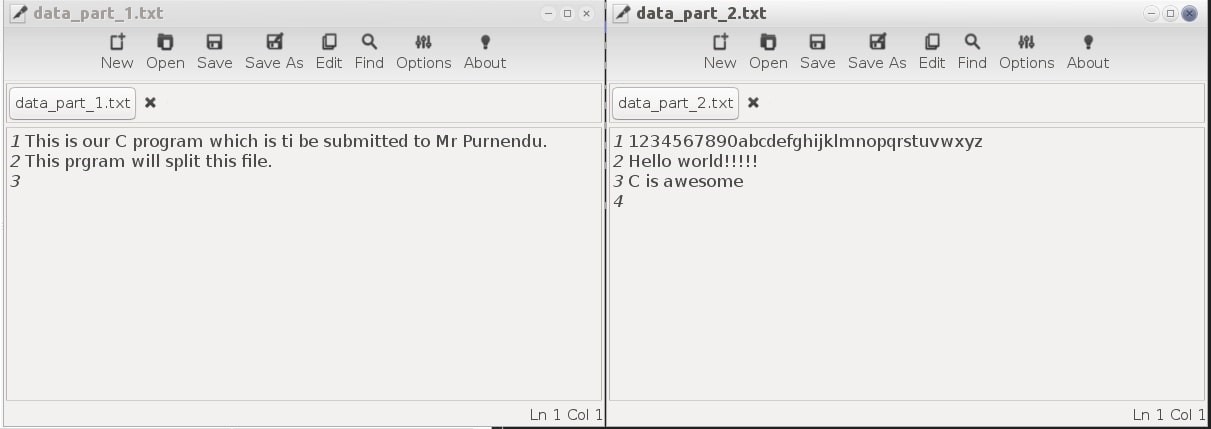 data_part_1.txt
New Open Save Save As Edit Find Options About
data_part_1.txt
1 This is our C program which is ti be submitted to Mr Purnendu.
2 This prgram will split this file.
3
Ln 1 Col 1
data_part_2.txt
New Open Save Save As Edit Find Options About
data_part_2.txt
1 1234567890abcdefghijklmnopqrstuvwxyz
2 Hello world!!!!!
3 C is awesome
4
Ln 1 Col 1